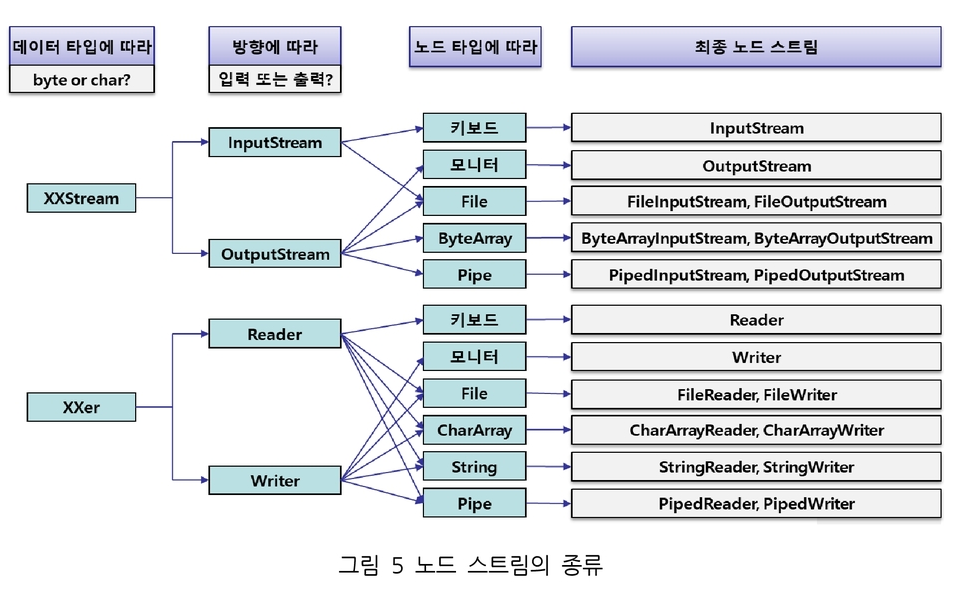 데이터 타입에 따라
byte or char?
방향에 따라
입력 또는 출력?
노드 타입에 따라
최종 노드 스트림
XXStream
InputStream
OutputStream
키보드
InputStream
모니터
OutputStream
File
FileInputStream, FileOutputStream
ByteArray
ByteArrayInputStream, ByteArrayOutputStream
Pipe
PipedInputStream, PipedOutputStream
XXer
Reader
Writer
키보드
Reader
모니터
Writer
File
FileReader, FileWriter
CharArray
CharArrayReader, CharArrayWriter
String
StringReader, StringWriter
Pipe
PipedReader, PipedWriter
그림 5 노드 스트림의 종류